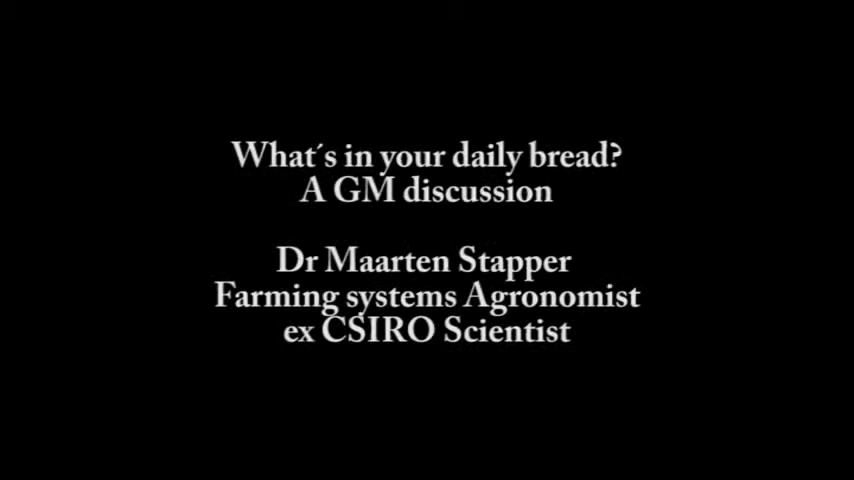 What´s in your daily bread?
A GM discussion
Dr Maarten Stapper
Farming systems Agronomist
ex CSIRO Scientist